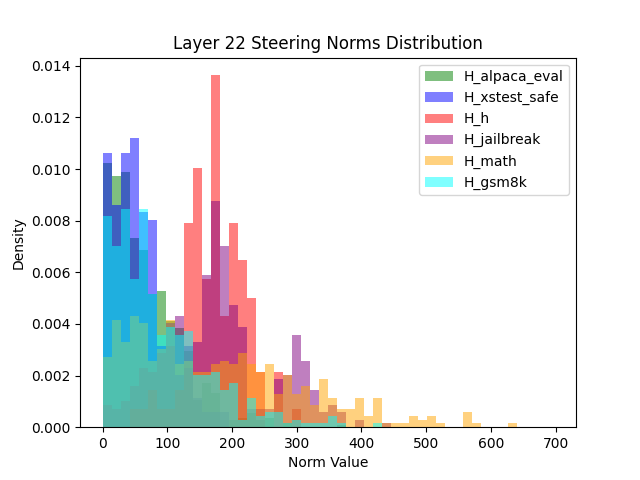 Layer 22 Steering Norms Distribution
0.014
0.012
0.010
0.008
0.006
0.004
0.002
0.000
Density
H_alpaca_eval
H_xstest_safe
H_h
H_jailbreak
H_math
H_gsm8k
0 100 200 300 400 500 600 700
Norm Value